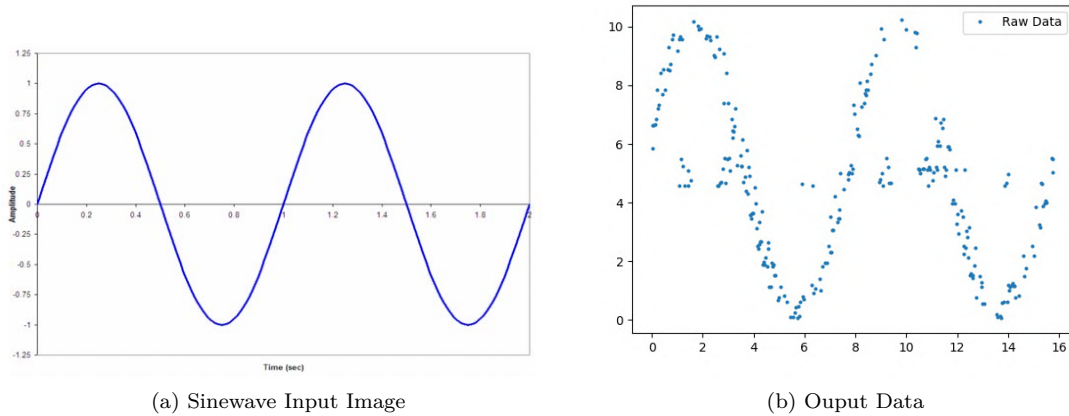 1.25
1
0.75
0.5
0.25
0
-0.25
-0.5
-0.75
-1
-1.25
Amplitude
0 0.2 0.4 0.6 0.8 1 1.2 1.4 1.6 1.8 2
Time (sec)
(a) Sinewave Input Image
Raw Data
10
8
6
4
2
0
0 2 4 6 8 10 12 14 16
(b) Ouput Data